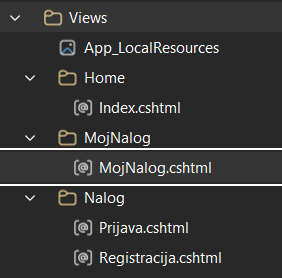 Views
App_LocalResources
Home
Index.cshtml
MojNalog
MojNalog.cshtml
Nalog
Prijava.cshtml
Registracija.cshtml